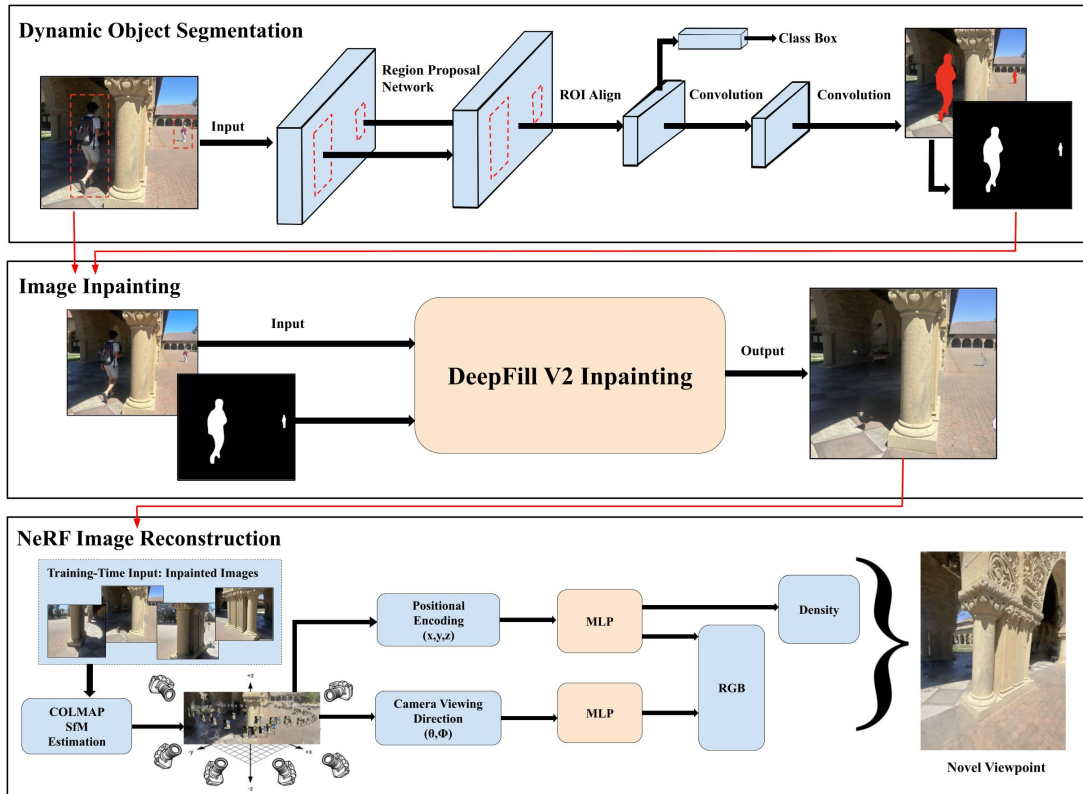 Dynamic Object Segmentation
Input
Region Proposal
Network
ROI Align
Convolution
Class Box
Convolution
Image Inpainting
Input
DeepFill V2 Inpainting
Output
NeRF Image Reconstruction
Training-Time Input: Inpainted Images
COLMAP
SfM
Estimation
+z
-y
+x
-z
Positional
Encoding
(x,y,z)
MLP
Camera Viewing
Direction
(θ,Φ)
MLP
RGB
Density
Novel Viewpoint